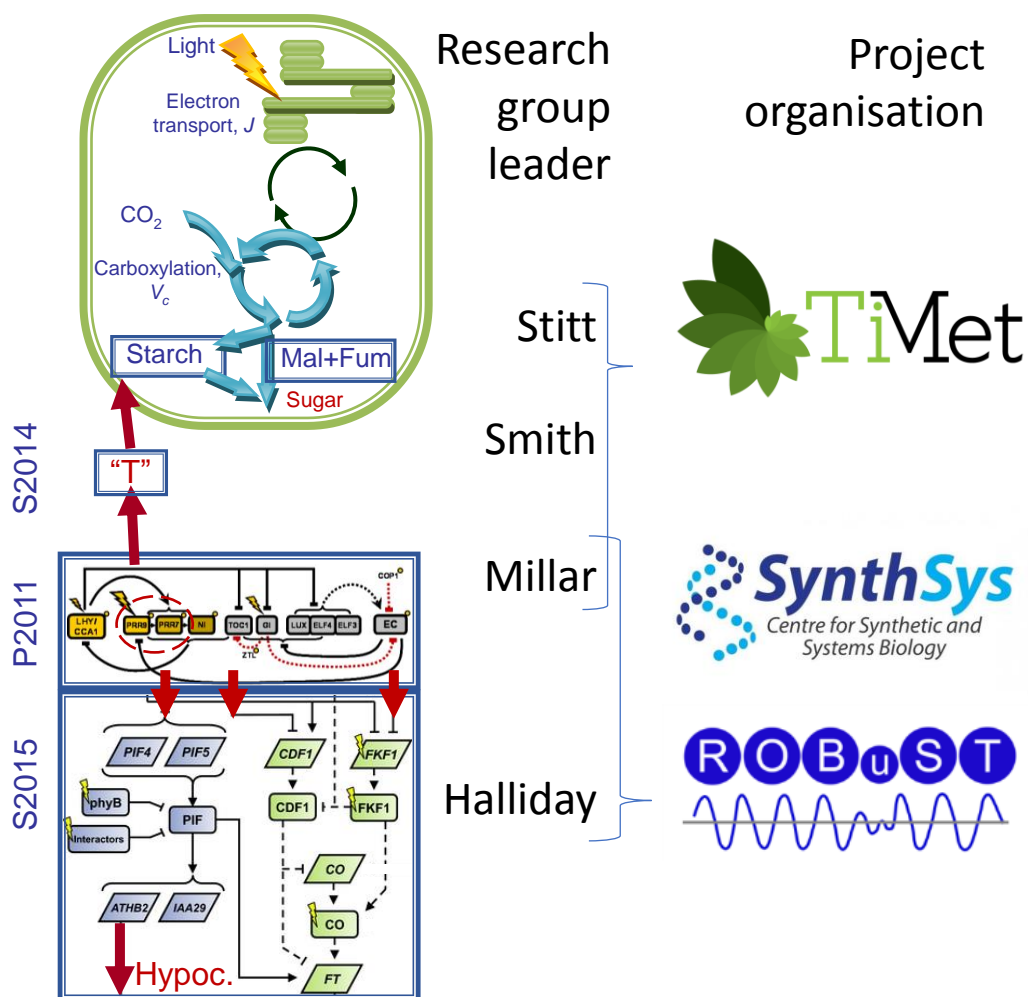 Light
Electron
transport, J
CO2
Carboxylation,
Vc
Starch
Mal+Fum
Sugar
"T"
S2014
P2011
S2015
LHY/
CCA1
PRR9
PRR7
NI
TOC1
GI
ZTL
LUX
ELF4
ELF3
COP1
EC
PIF4
PIF5
CDF1
FKF1
phyB
PIF
CDF1
FKF1
Interactors
CO
ATHB2
IAA29
CO
Hypoc.
FT
Research
group
leader
Stitt
Smith
Millar
Halliday
Project
organisation
TiMet
SynthSys
Centre for Synthetic and
Systems Biology
ROBuST